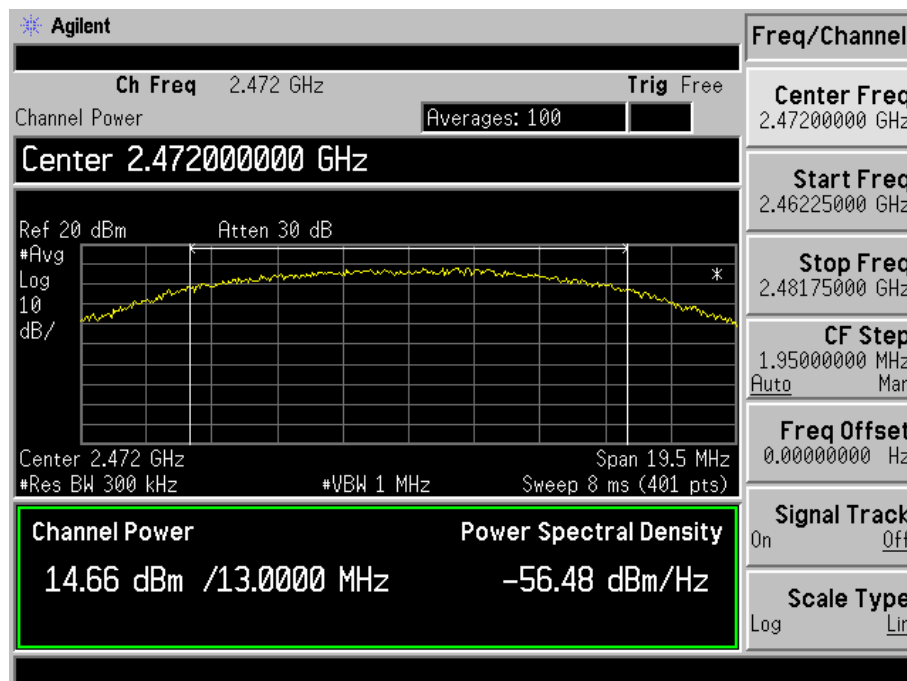 Agilent
Freq/Channel
Ch Freq 2.472 GHz Trig Free
Channel Power Averages: 100
Center 2.472000000 GHz
Ref 20 dBm Atten 30 dB
#Avg
Log
10
dB/
*
Center 2.472 GHz Span 19.5 MHz
#Res BW 300 kHz #VBW 1 MHz Sweep 8 ms (401 pts)
Channel Power Power Spectral Density
14.66 dBm /13.0000 MHz -56.48 dBm/Hz
Center Freq
2.47200000 GHz
Start Freq
2.46225000 GHz
Stop Freq
2.48175000 GHz
CF Step
1.95000000 MHz
Auto Man
Freq Offset
0.00000000 Hz
Signal Track
On Off
Scale Type
Log Lin